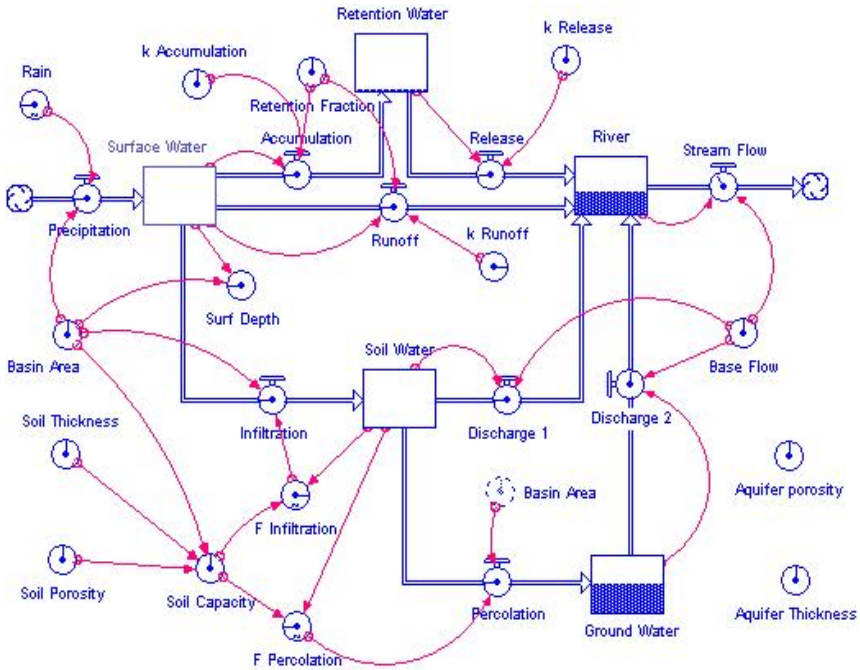 Retention Water
k Accumulation
k Release
Rain
Retention Fraction
Surface Water
Accumulation
Release
River
Stream Flow
Precipitation
Runoff
k Runoff
Surf Depth
Basin Area
Soil Water
Base Flow
Soil Thickness
Infiltration
Discharge 1
Discharge 2
Basin Area
Aquifer porosity
F Infiltration
Soil Porosity
Soil Capacity
Percolation
Aquifer Thickness
Ground Water
F Percolation